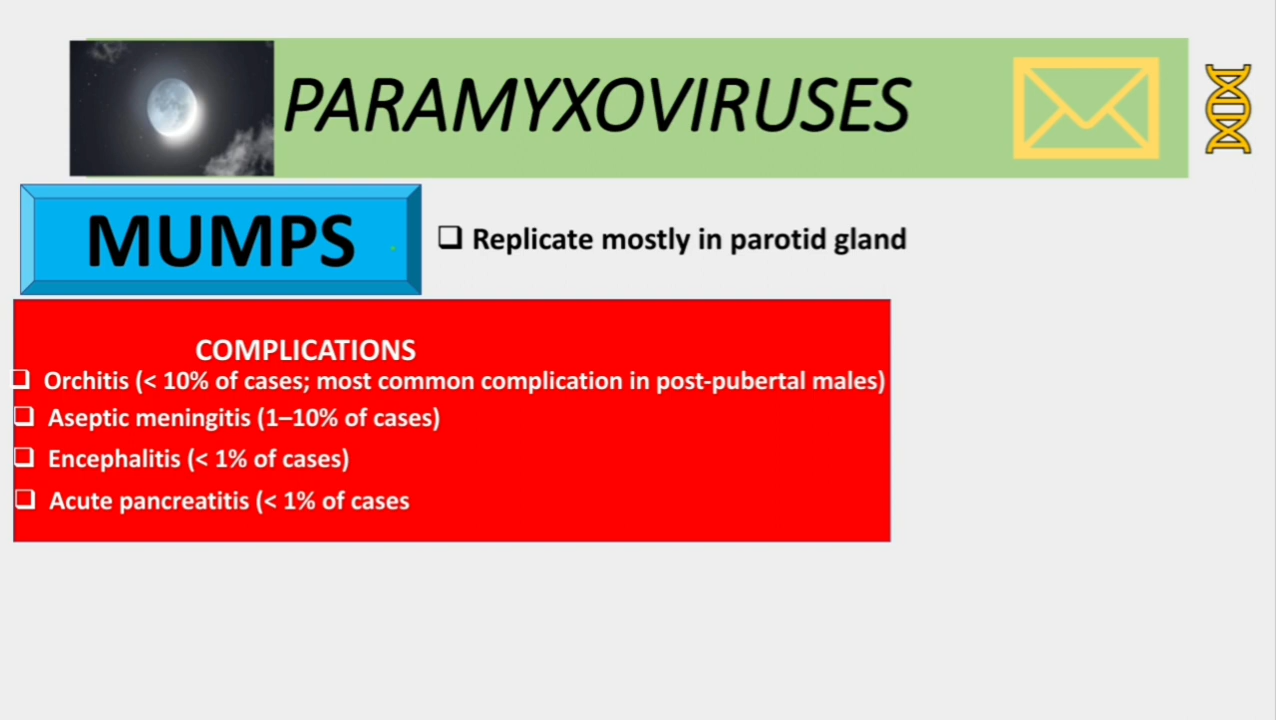 PARAMYXOVIRUSES
MUMPS
❑ Replicate mostly in parotid gland
COMPLICATIONS
❑ Orchitis (< 10% of cases; most common complication in post-pubertal males)
❑ Aseptic meningitis (1–10% of cases)
❑ Encephalitis (< 1% of cases)
❑ Acute pancreatitis (< 1% of cases